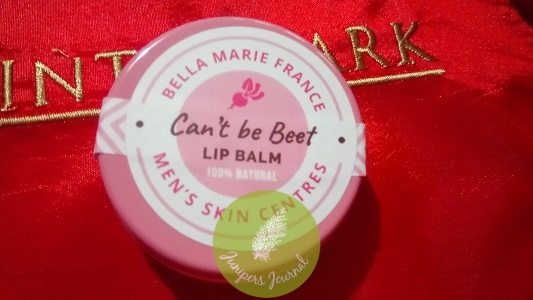 BELLA MARIE FRANCE
Can't be Beet
LIP BALM
100% NATURAL
MEN'S SKIN CENTRES
Junipers Journal